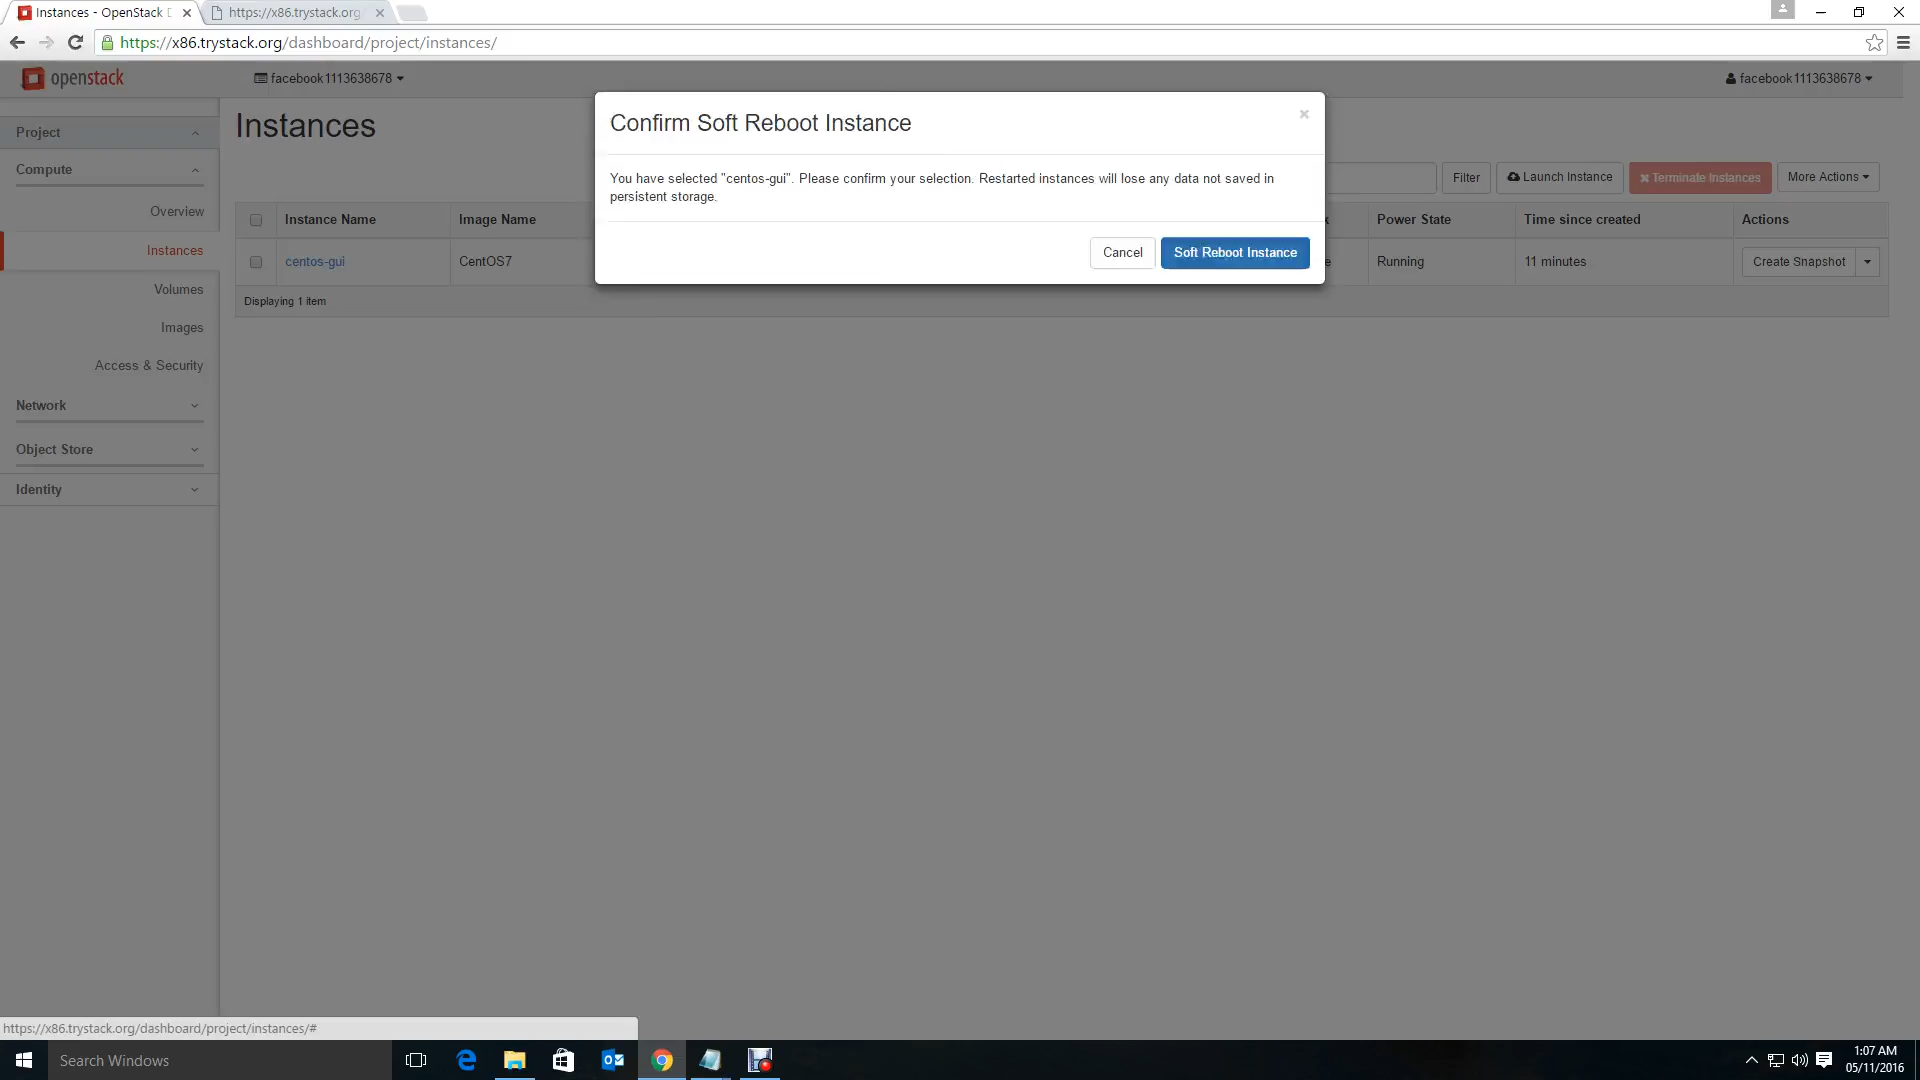 Instances - OpenStack D
https://x86.trystack.org
https://x86.trystack.org/dashboard/project/instances/
openstack
facebook1113638678
facebook1113638678
Project
Compute
Overview
Instances
Volumes
Images
Access & Security
Network
Object Store
Identity
Instances
Confirm Soft Reboot Instance
×
You have selected "centos-gui". Please confirm your selection. Restarted instances will lose any data not saved in
persistent storage.
Cancel
Soft Reboot Instance
Filter
Launch Instance
Terminate Instances
More Actions
Instance Name
Image Name
Power State
Time since created
Actions
centos-gui
CentOS7
Running
11 minutes
Create Snapshot
Displaying 1 item
https://x86.trystack.org/dashboard/project/instances/#
Search Windows
1:07 AM
05/11/2016